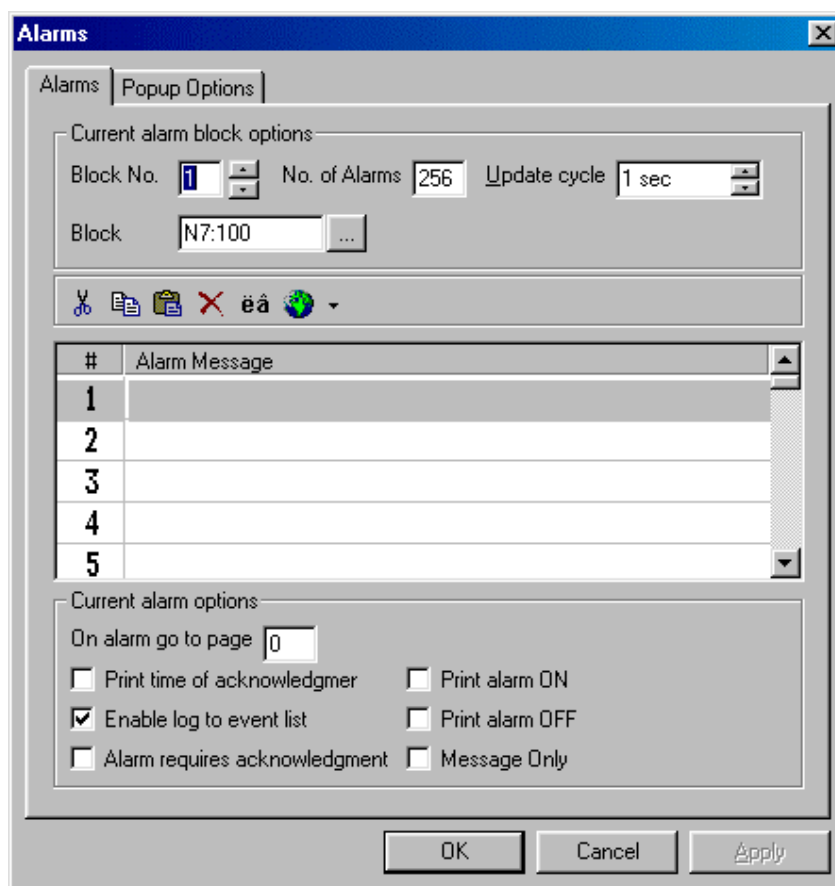 Alarms
Alarms Popup Options
Current alarm block options
Block No. 1 No. of Alarms 256 Update cycle 1 sec
Block N7:100 ...
ëâ
# Alarm Message
1
2
3
4
5
Current alarm options
On alarm go to page 0
Print time of acknowledgmer Print alarm ON
Enable log to event list Print alarm OFF
Alarm requires acknowledgment Message Only
OK Cancel Apply